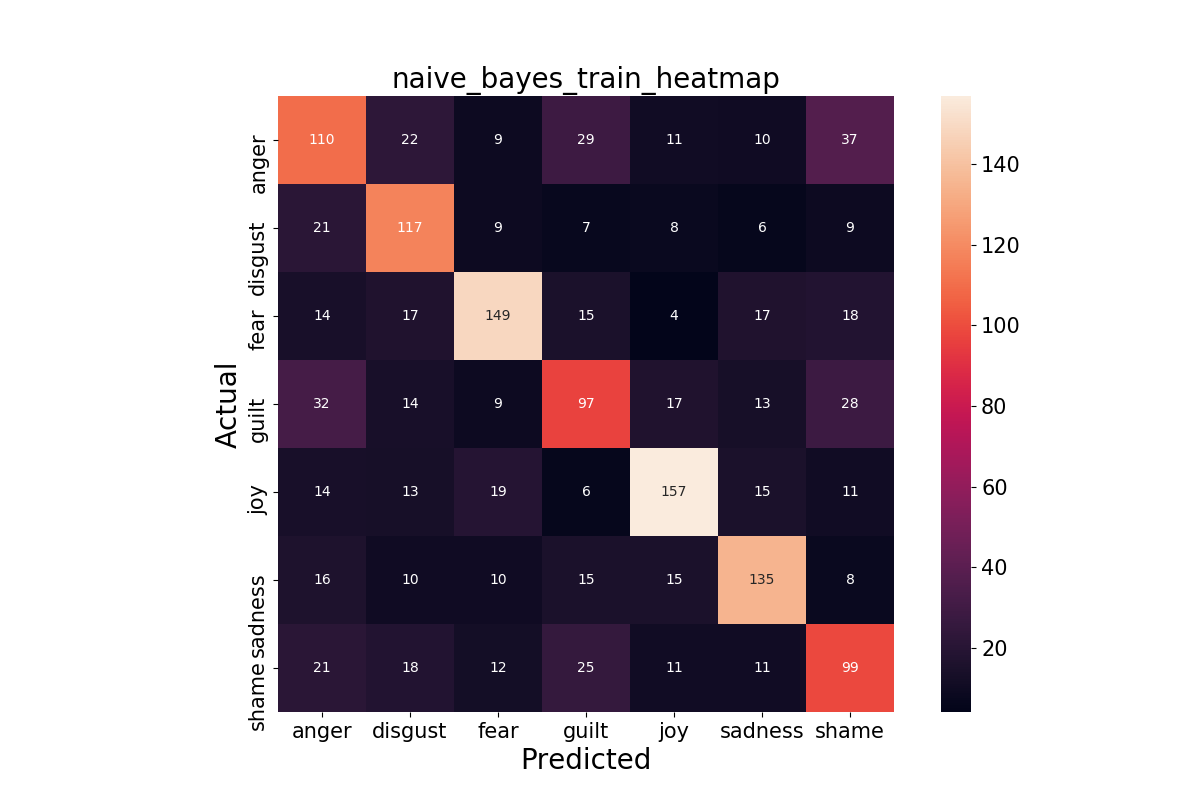 naive_bayes_train_heatmap
anger 110 22 9 29 11 10 37
disgust 21 117 9 7 8 6 9
fear 14 17 149 15 4 17 18
guilt 32 14 9 97 17 13 28
joy 14 13 19 6 157 15 11
sadness 16 10 10 15 15 135 8
shame 21 18 12 25 11 11 99
anger disgust fear guilt joy sadness shame
Actual
Predicted
140
120
100
80
60
40
20